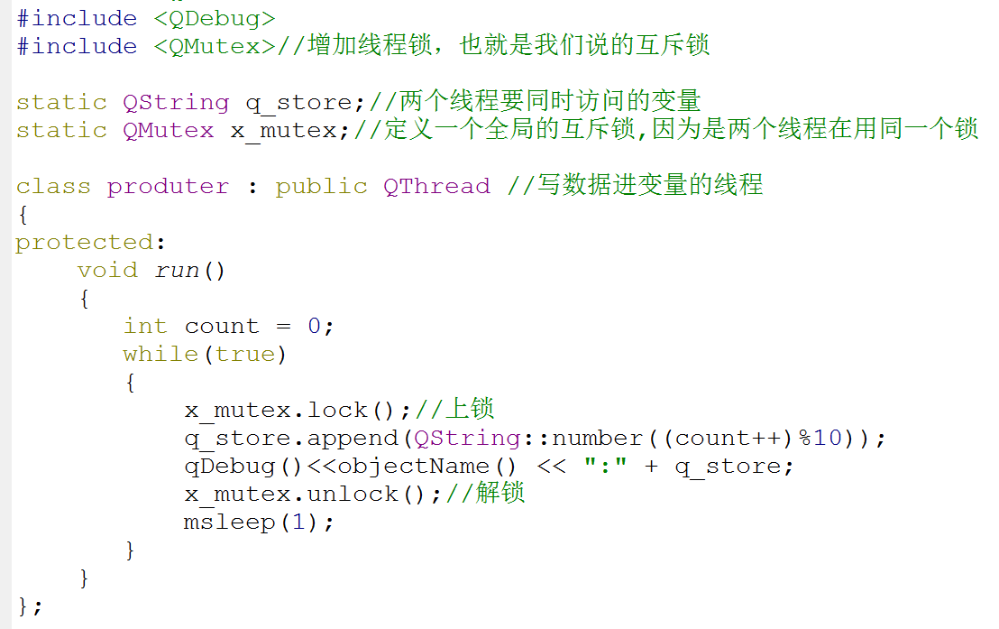 #include <QDebug>
#include <QMutex>//增加线程锁，也就是我们说的互斥锁
static QString q_store;//两个线程要同时访问的变量
static QMutex x_mutex;//定义一个全局的互斥锁,因为是两个线程在用同一个锁
class produter : public QThread //写数据进变量的线程
{
protected:
    void run()
    {
       int count = 0;
       while(true)
       {
           x_mutex.lock();//上锁
           q_store.append(QString::number((count++)%10));
           qDebug()<<objectName() << ":" + q_store;
           x_mutex.unlock();//解锁
           msleep(1);
       }
    }
};